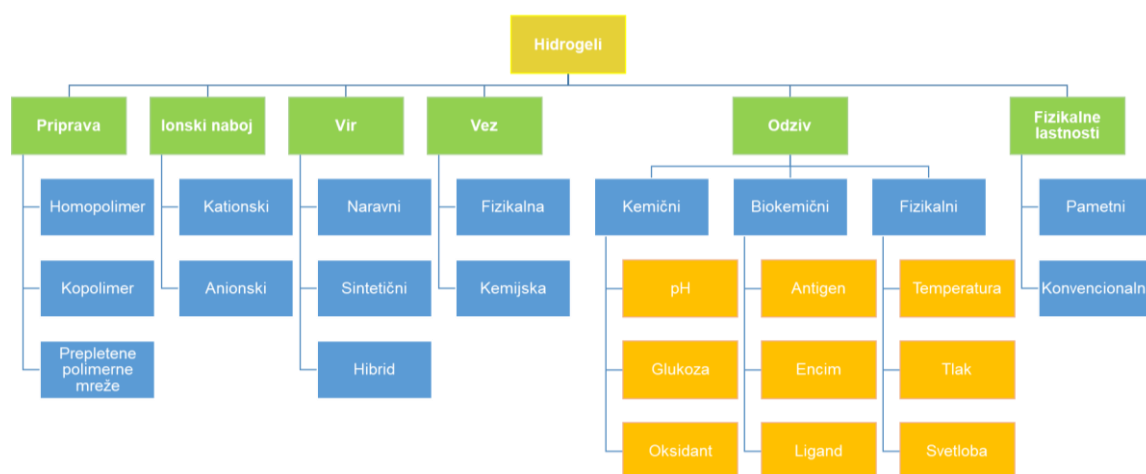 Hidrogeli
Priprava
Ionski naboj
Vir
Vez
Odziv
Fizikalne
lastnosti
Homopolimer
Kationski
Naravni
Fizikalna
Kemični
Biokemični
Fizikalni
Pametni
Kopolimer
Anionski
Sintetični
Kemijska
pH
Antigen
Temperatura
Konvencionaln
Prepletene
polimerne
mreže
Hibrid
Glukoza
Encim
Tlak
Oksidant
Ligand
Svetloba